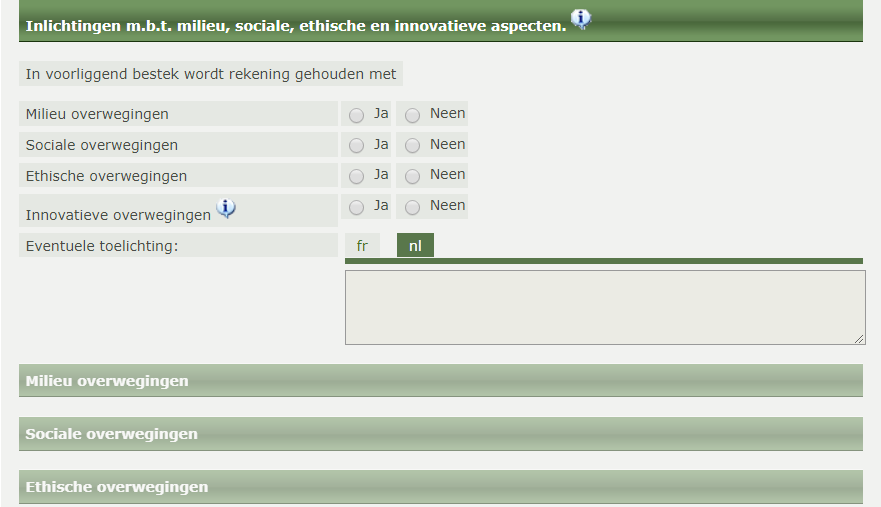 Inlichtingen m.b.t. milieu, sociale, ethische en innovatieve aspecten.
In voorliggend bestek wordt rekening gehouden met
Milieu overwegingen Ja Neen
Sociale overwegingen Ja Neen
Ethische overwegingen Ja Neen
Innovatieve overwegingen Ja Neen
Eventuele toelichting: fr nl
Milieu overwegingen
Sociale overwegingen
Ethische overwegingen